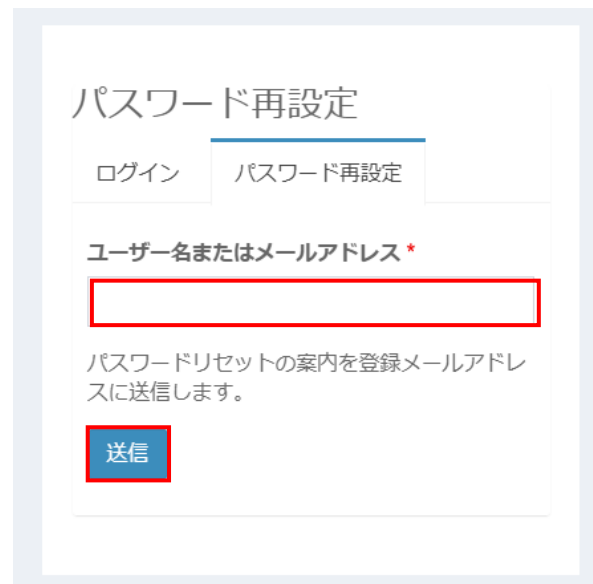 パスワード再設定
ログイン パスワード再設定
ユーザー名またはメールアドレス *
パスワードリセットの案内を登録メールアドレ
スに送信します。
送信